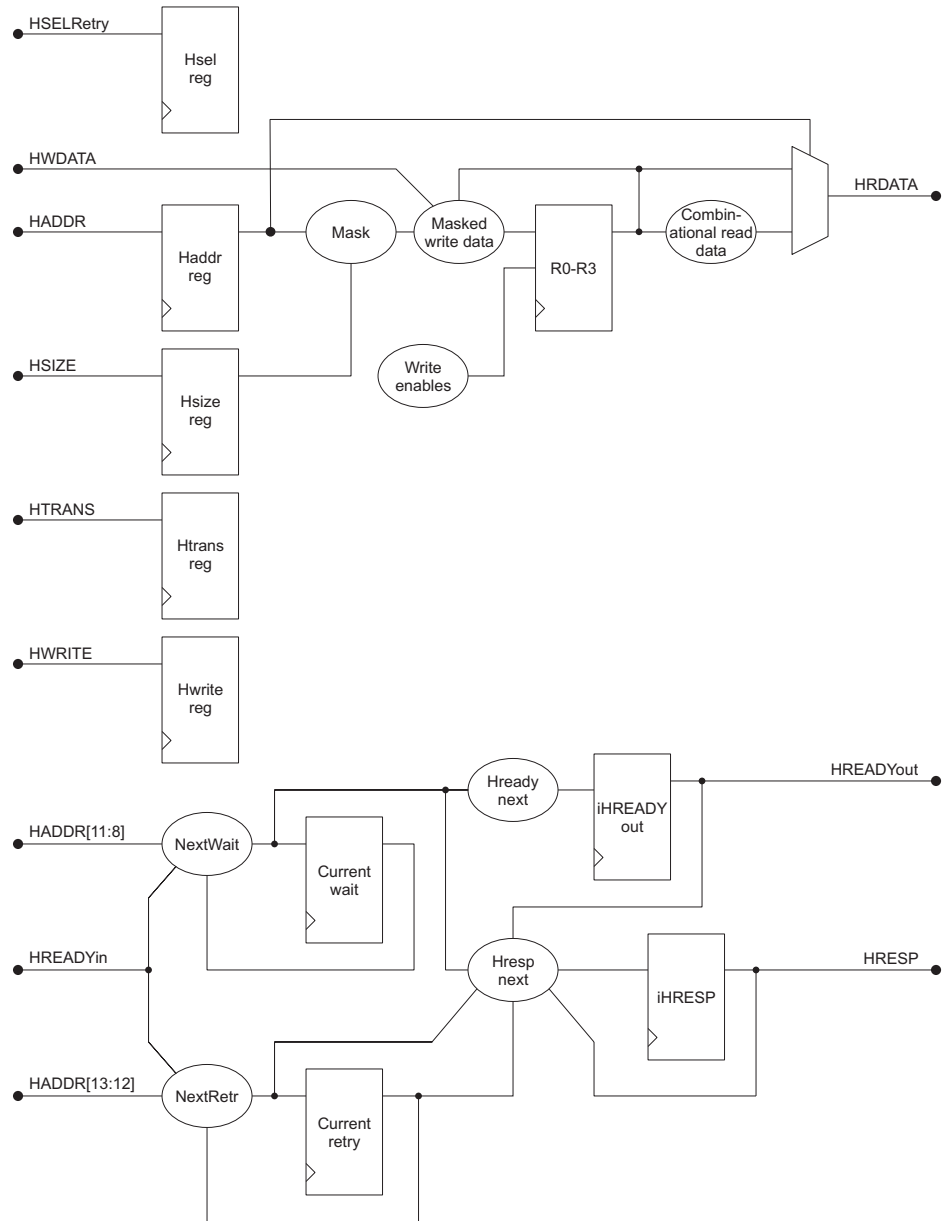 HSELRetry
Hsel
reg
HWDATA
HRDATA
HADDR
Haddr
reg
Mask
Masked
write data
R0-R3
Combin-
ational read
data
HSIZE
Hsize
reg
Write
enables
HTRANS
Htrans
reg
HWRITE
Hwrite
reg
Hready
next
iHREADY
out
HREADYout
HADDR[11:8]
NextWait
Current
wait
HREADYin
Hresp
next
iHRESP
HRESP
HADDR[13:12]
NextRetr
Current
retry